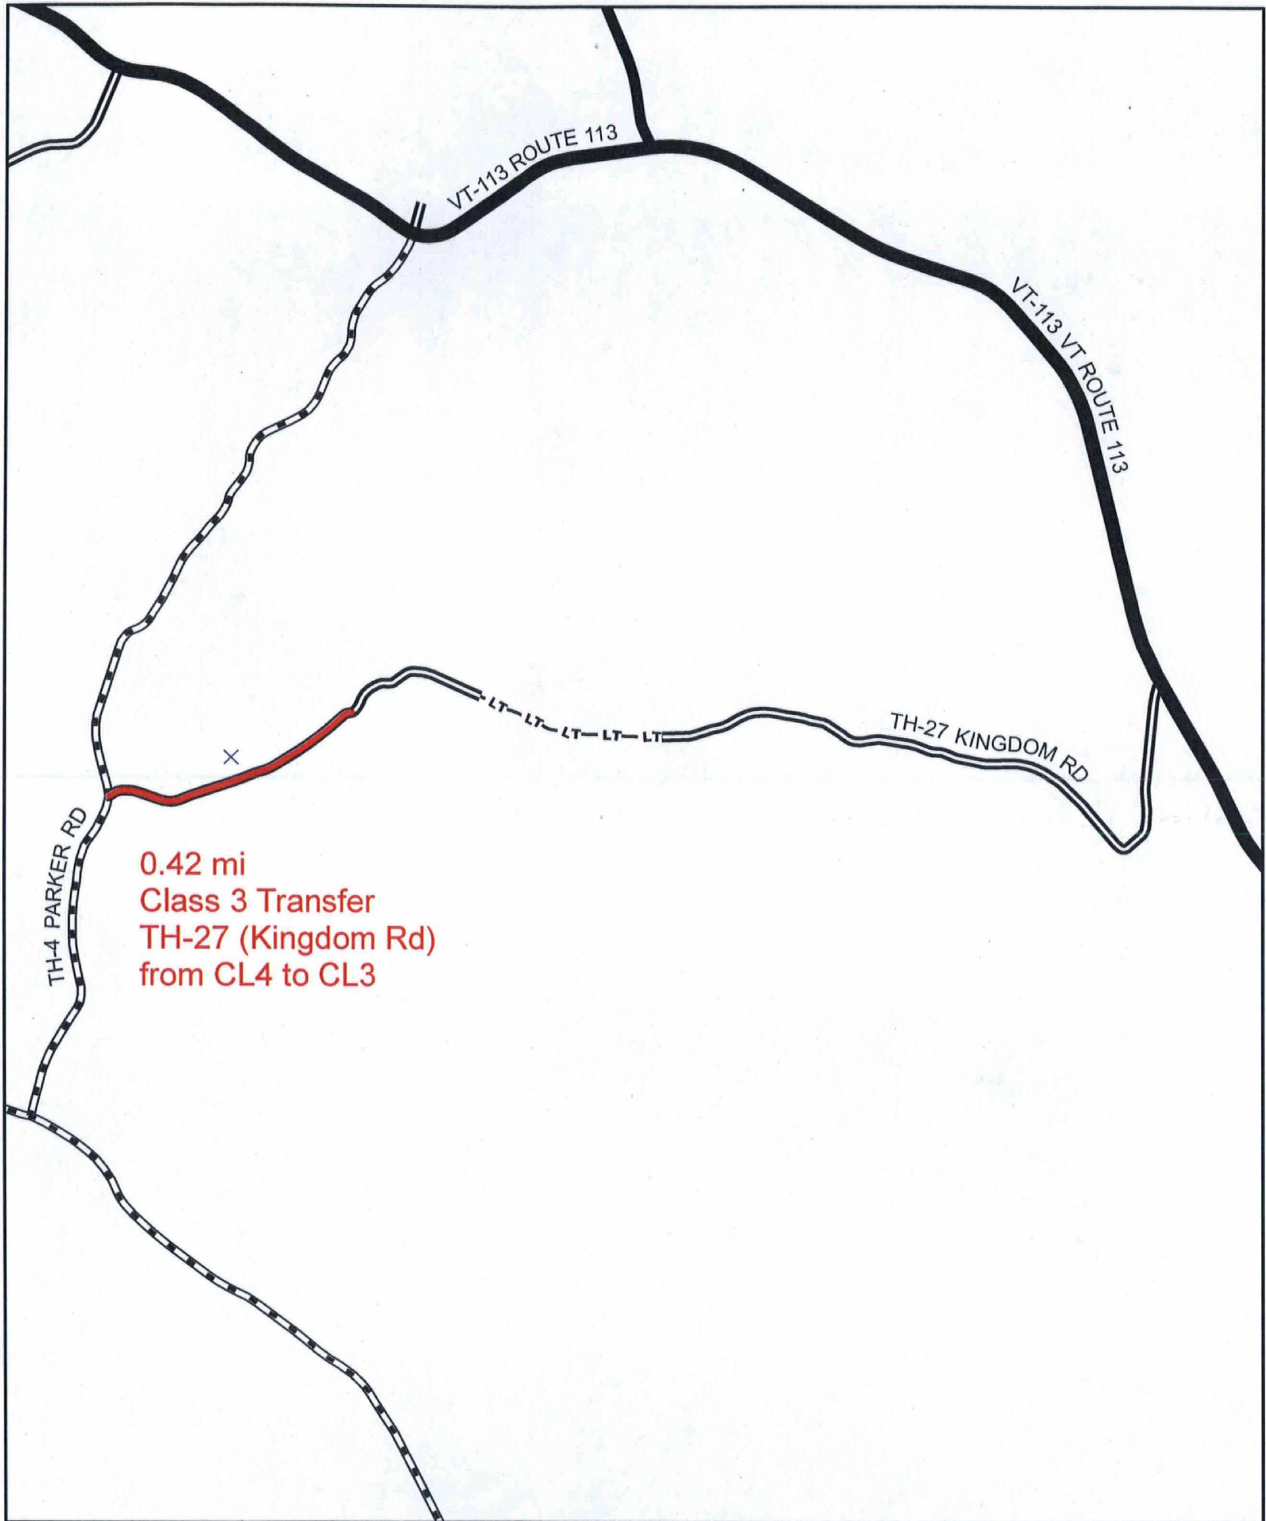 VT-113 ROUTE 113
VT-113 VT ROUTE 113
LT LT LT LT LT
TH-27 KINGDOM RD
TH-4 PARKER RD
0.42 mi
Class 3 Transfer
TH-27 (Kingdom Rd)
from CL4 to CL3